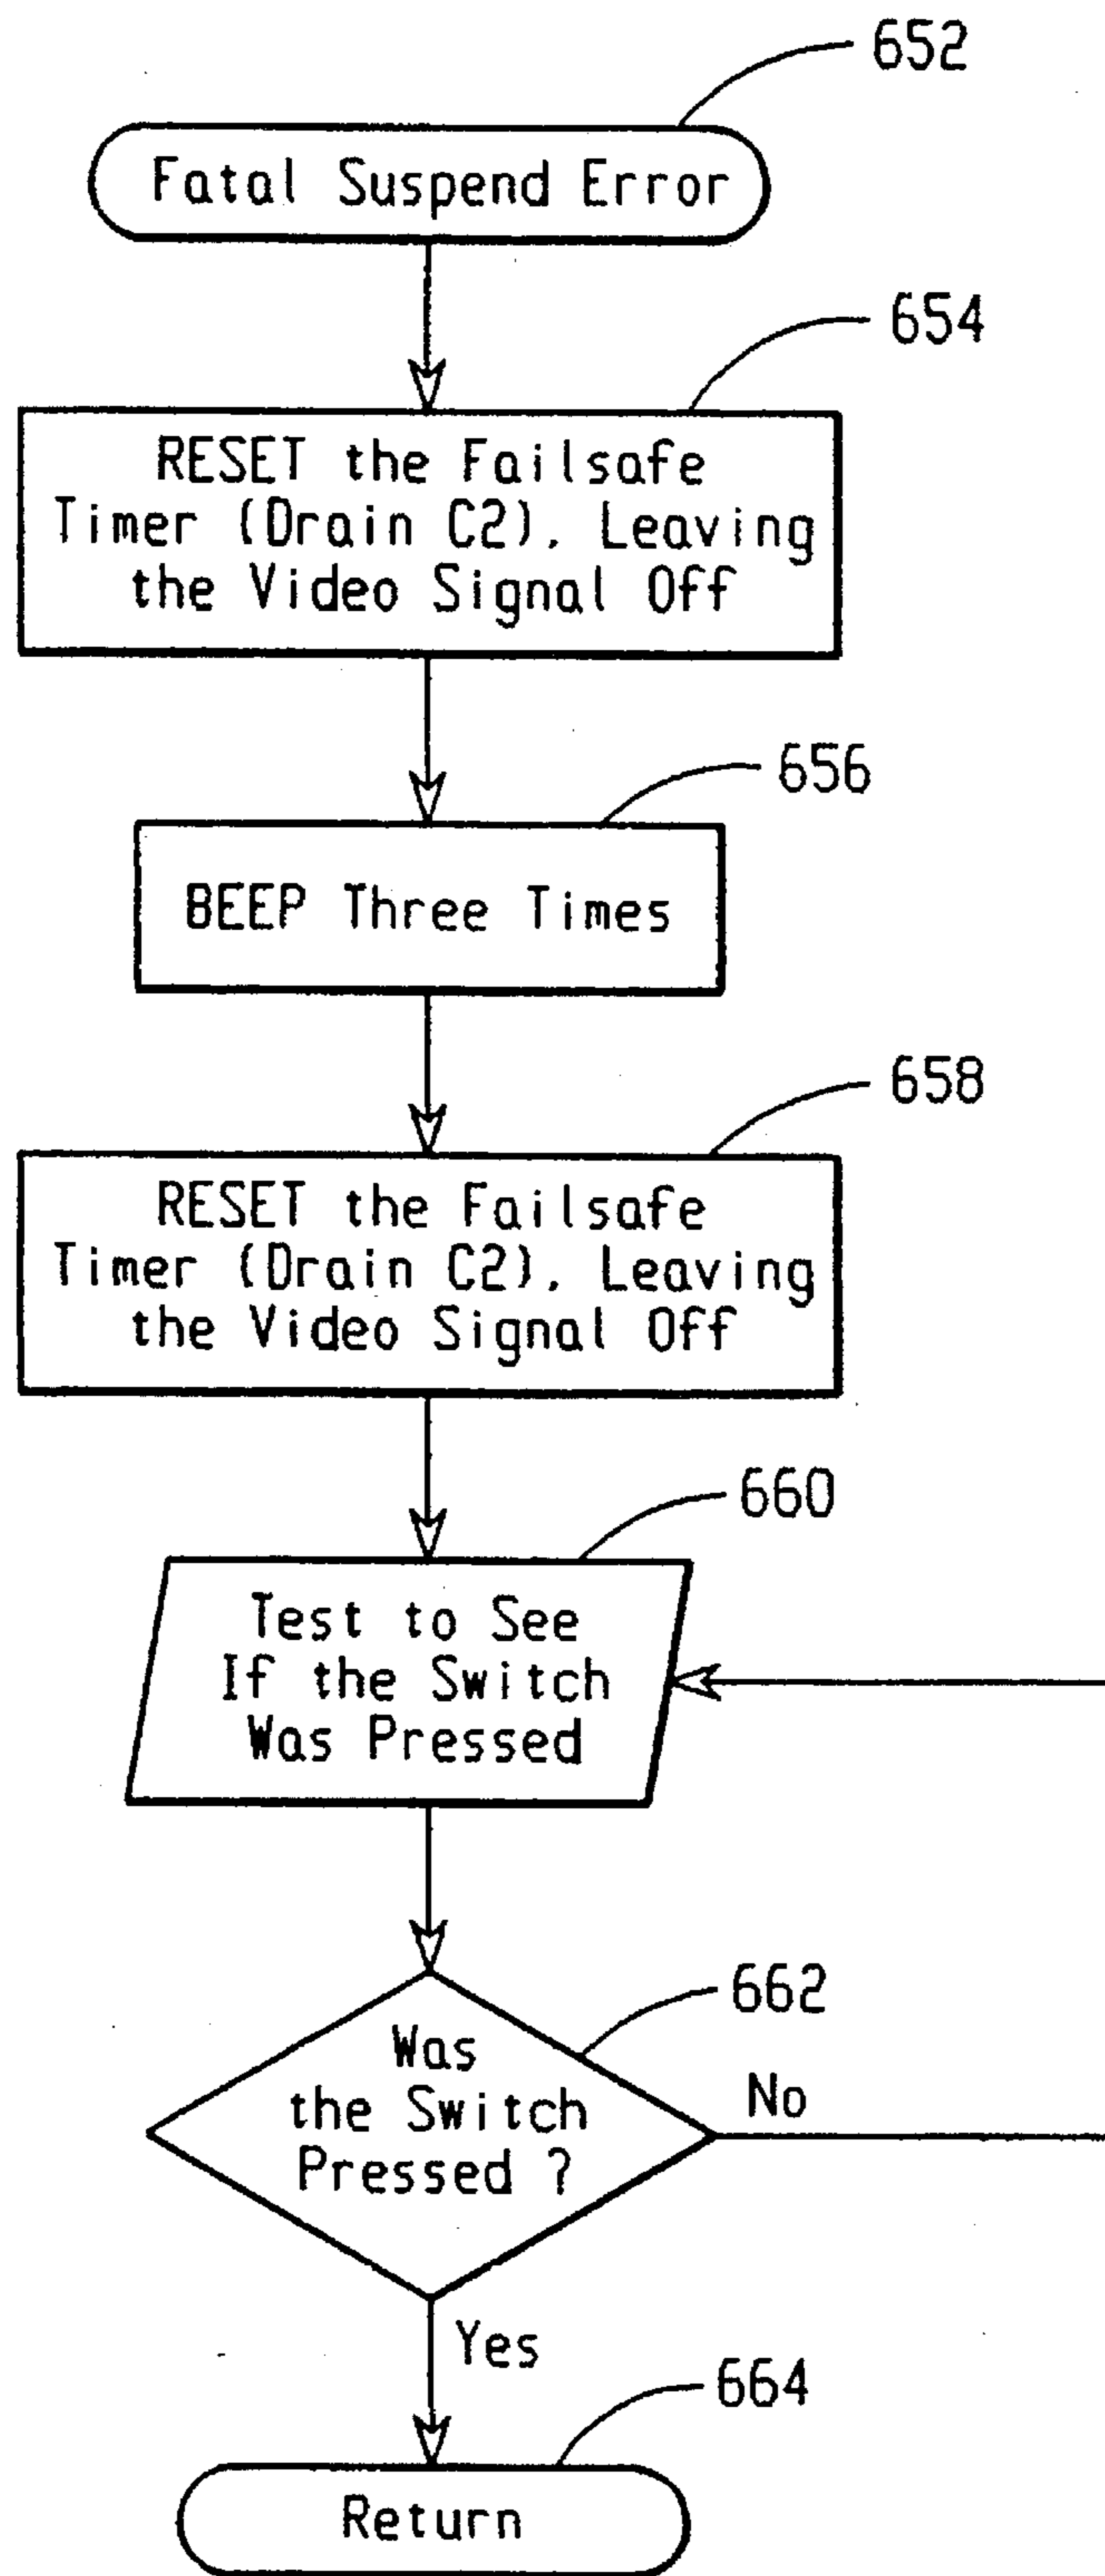 652
Fatal Suspend Error
654
RESET the Failsafe
Timer (Drain C2), Leaving
the Video Signal Off
656
BEEP Three Times
658
RESET the Failsafe
Timer (Drain C2), Leaving
the Video Signal Off
660
Test to See
If the Switch
Was Pressed
662
Was
the Switch
Pressed ?
No
Yes
664
Return